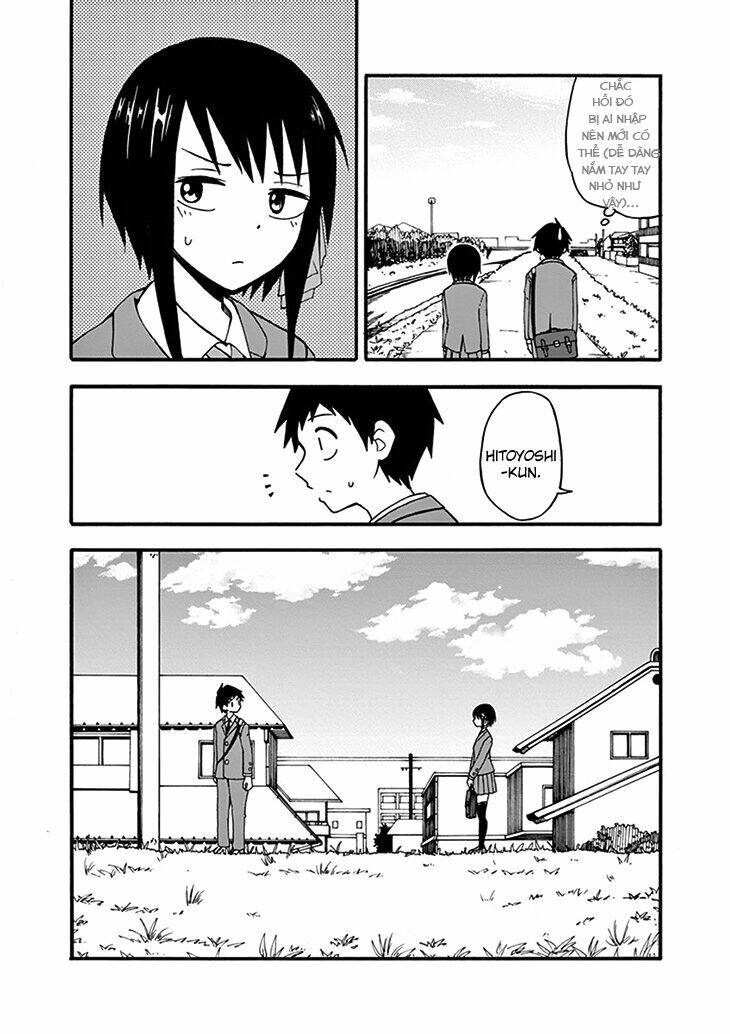 CHẮC
HỒI ĐÓ
BỊ AI NHẬP
NÊN MỚI CÓ
THỂ (DỄ DÀNG
NẮM TAY TAY
NHỎ NHƯ
VẬY)...
HITOYOSHI
-KUN.